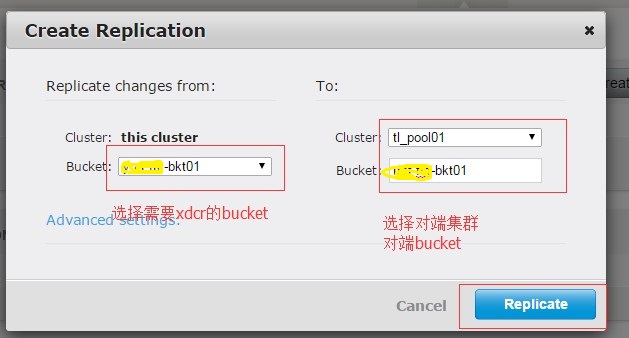 Create Replication
Replicate changes from:
To:
Cluster: this cluster
Cluster: tl_pool01
Bucket: -bkt01
Bucket: -bkt01
选择需要xdcr的bucket
Advanced settings:
选择对端集群
对端bucket
Cancel
Replicate